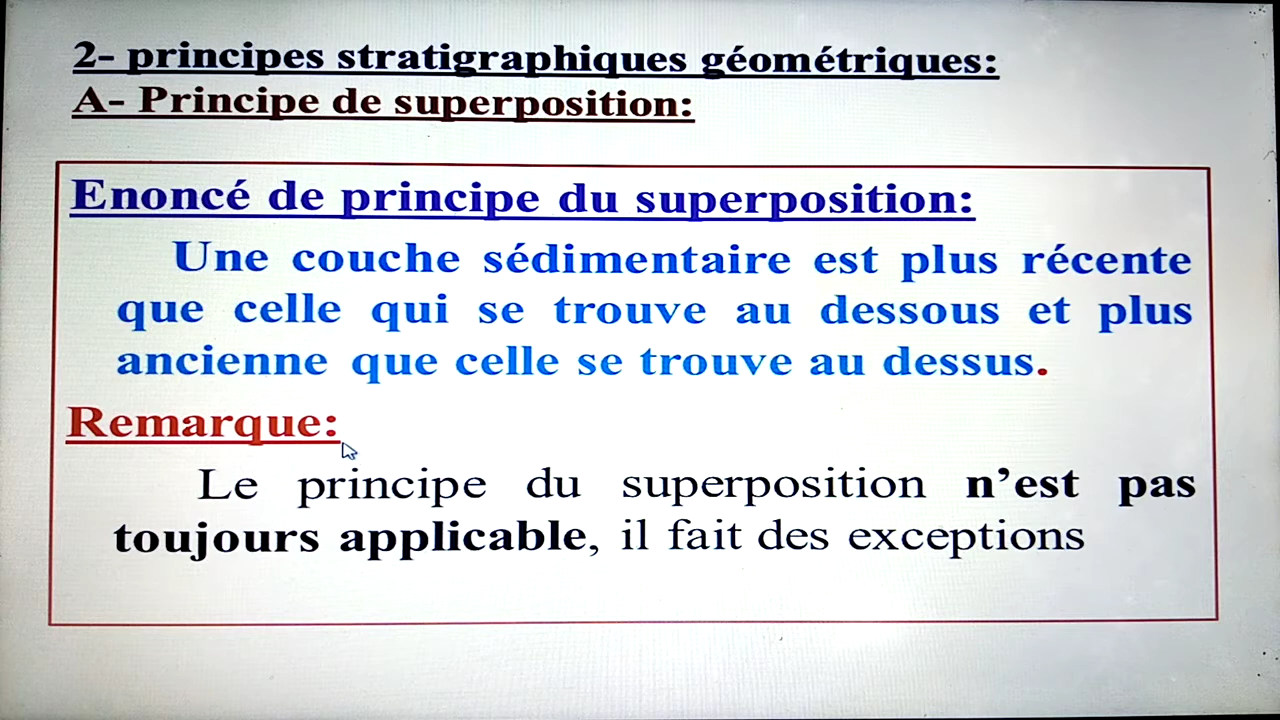 2- principes stratigraphiques géométriques:
A- Principe de superposition:
Enoncé de principe du superposition:
Une couche sédimentaire est plus récente
que celle qui se trouve au dessous et plus
ancienne que celle se trouve au dessus.
Remarque:
Le principe du superposition n’est pas
toujours applicable, il fait des exceptions